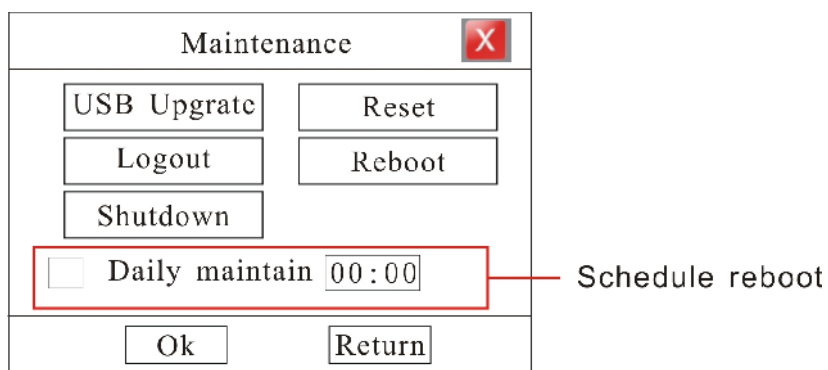 Maintenance X
USB Upgrate Reset
Logout Reboot
Shutdown
Daily maintain 00:00 Schedule reboot
Ok Return